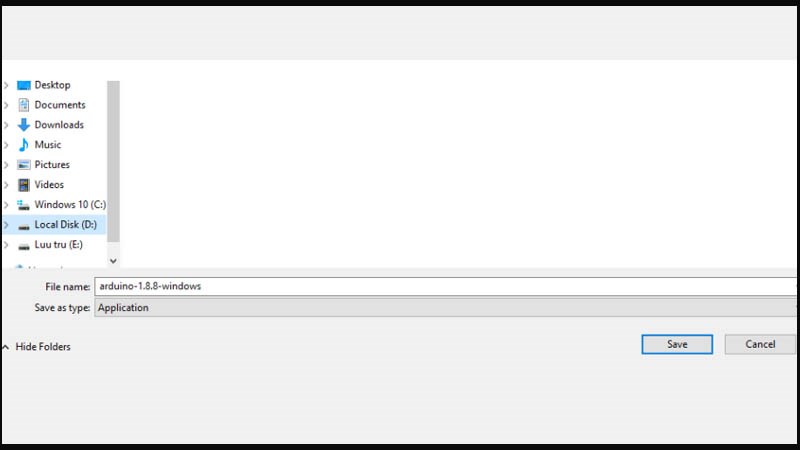 Desktop
Documents
Downloads
Music
Pictures
Videos
Windows 10 (C:)
Local Disk (D:)
Luu tru (E:)
File name: arduino-1.8.8-windows
Save as type: Application
Hide Folders
Save Cancel